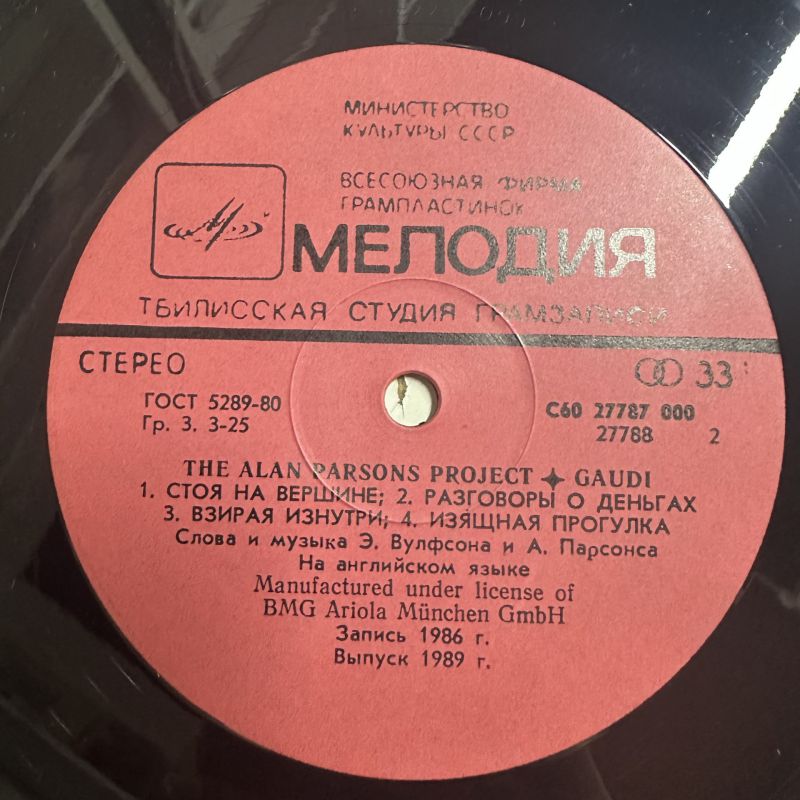 МИНИСТЕРСТВО
КУЛЬТУРЫ СССР
ВСЕСОЮЗНАЯ ФИРМА
ГРАМПЛАСТИНОК
МЕЛОДИЯ
ТБИЛИССКАЯ СТУДИЯ ГРАМЗАПИСИ
СТЕРЕО
33
ГОСТ 5289-80
Гр. 3. 3-25
С60 27787 000
27788 2
THE ALAN PARSONS PROJECT ✦ GAUDI
1. СТОЯ НА ВЕРШИНЕ; 2. РАЗГОВОРЫ О ДЕНЬГАХ
3. ВЗИРАЯ ИЗНУТРИ; 4. ИЗЯЩНАЯ ПРОГУЛКА
Слова и музыка Э. Вулфсона и А. Парсонса
На английском языке
Manufactured under license of
BMG Ariola München GmbH
Запись 1986 г.
Выпуск 1989 г.